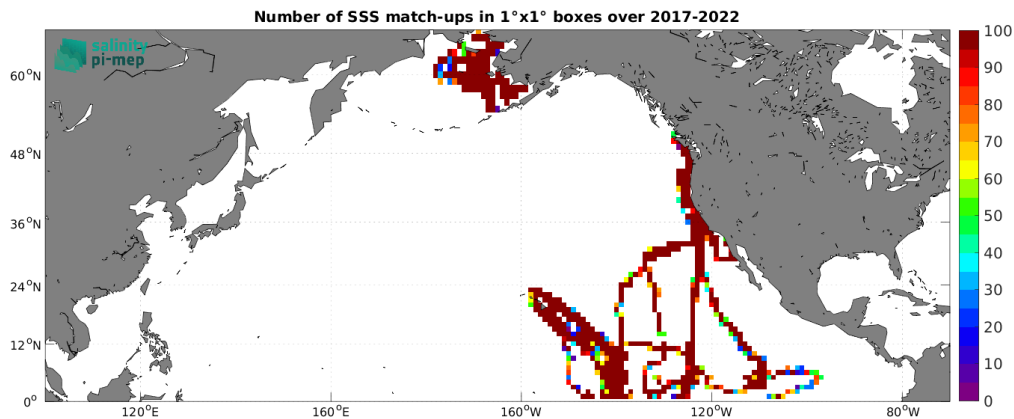 Number of SSS match-ups in 1°x1° boxes over 2017-2022
salinity
pi-mep
60°N
48°N
36°N
24°N
12°N
0°
120°E
160°E
160°W
120°W
80°W
100
90
80
70
60
50
40
30
20
10
0